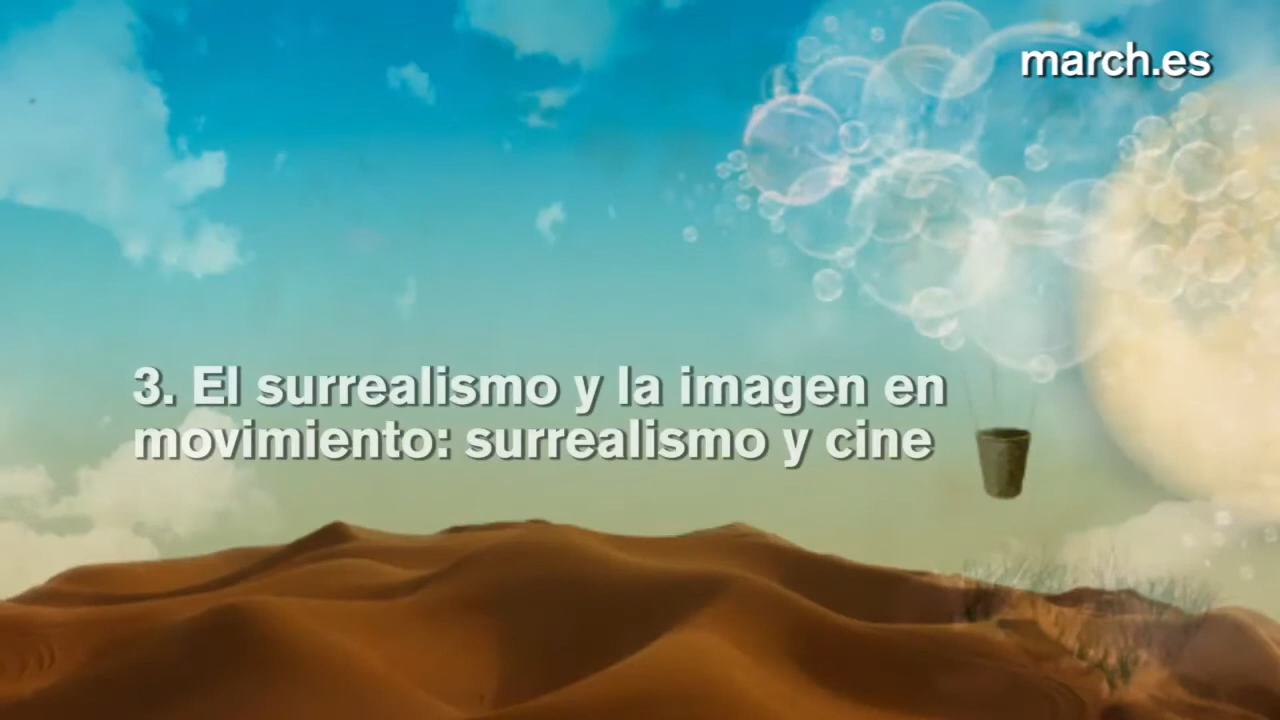 march.es
3. El surrealismo y la imagen en
movimiento: surrealismo y cine